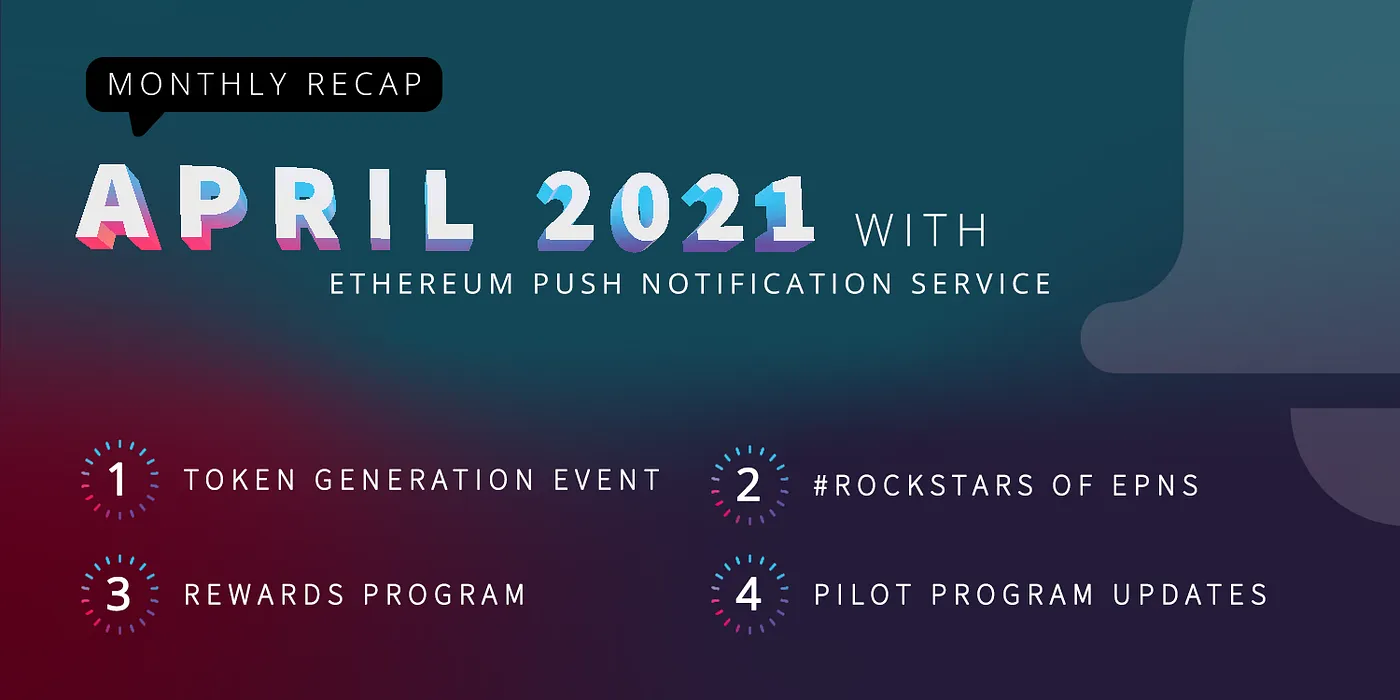 MONTHLY RECAP
APRIL 2021 WITH
ETHEREUM PUSH NOTIFICATION SERVICE
1 TOKEN GENERATION EVENT
2 #ROCKSTARS OF EPNS
3 REWARDS PROGRAM
4 PILOT PROGRAM UPDATES